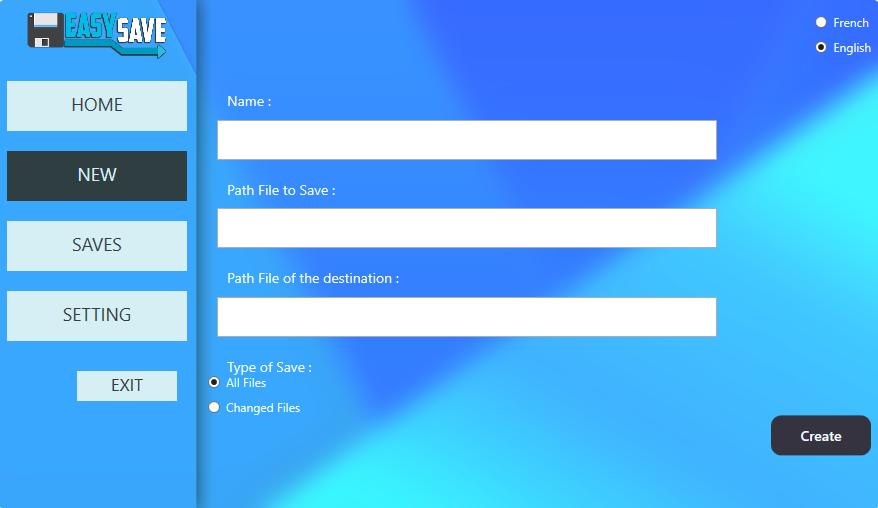 EASY SAVE
HOME
NEW
SAVES
SETTING
EXIT
French
English
Name :
Path File to Save :
Path File of the destination :
Type of Save :
All Files
Changed Files
Create